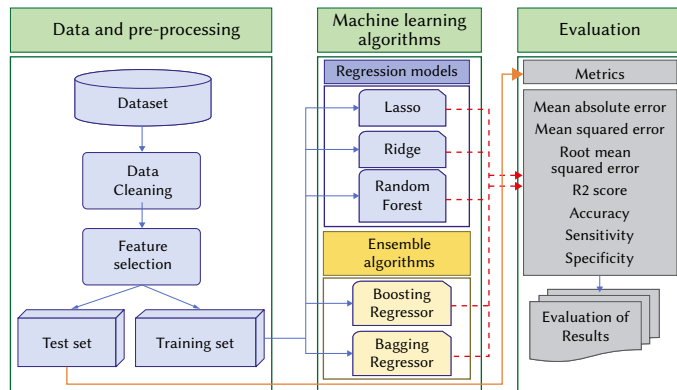 Data and pre-processing
Dataset
Data
Cleaning
Feature
selection
Test set
Training set
Machine learning
algorithms
Regression models
Lasso
Ridge
Random
Forest
Ensemble
algorithms
Boosting
Regressor
Bagging
Regressor
Evaluation
Metrics
Mean absolute error
Mean squared error
Root mean
squared error
R2 score
Accuracy
Sensitivity
Specificity
Evaluation of
Results